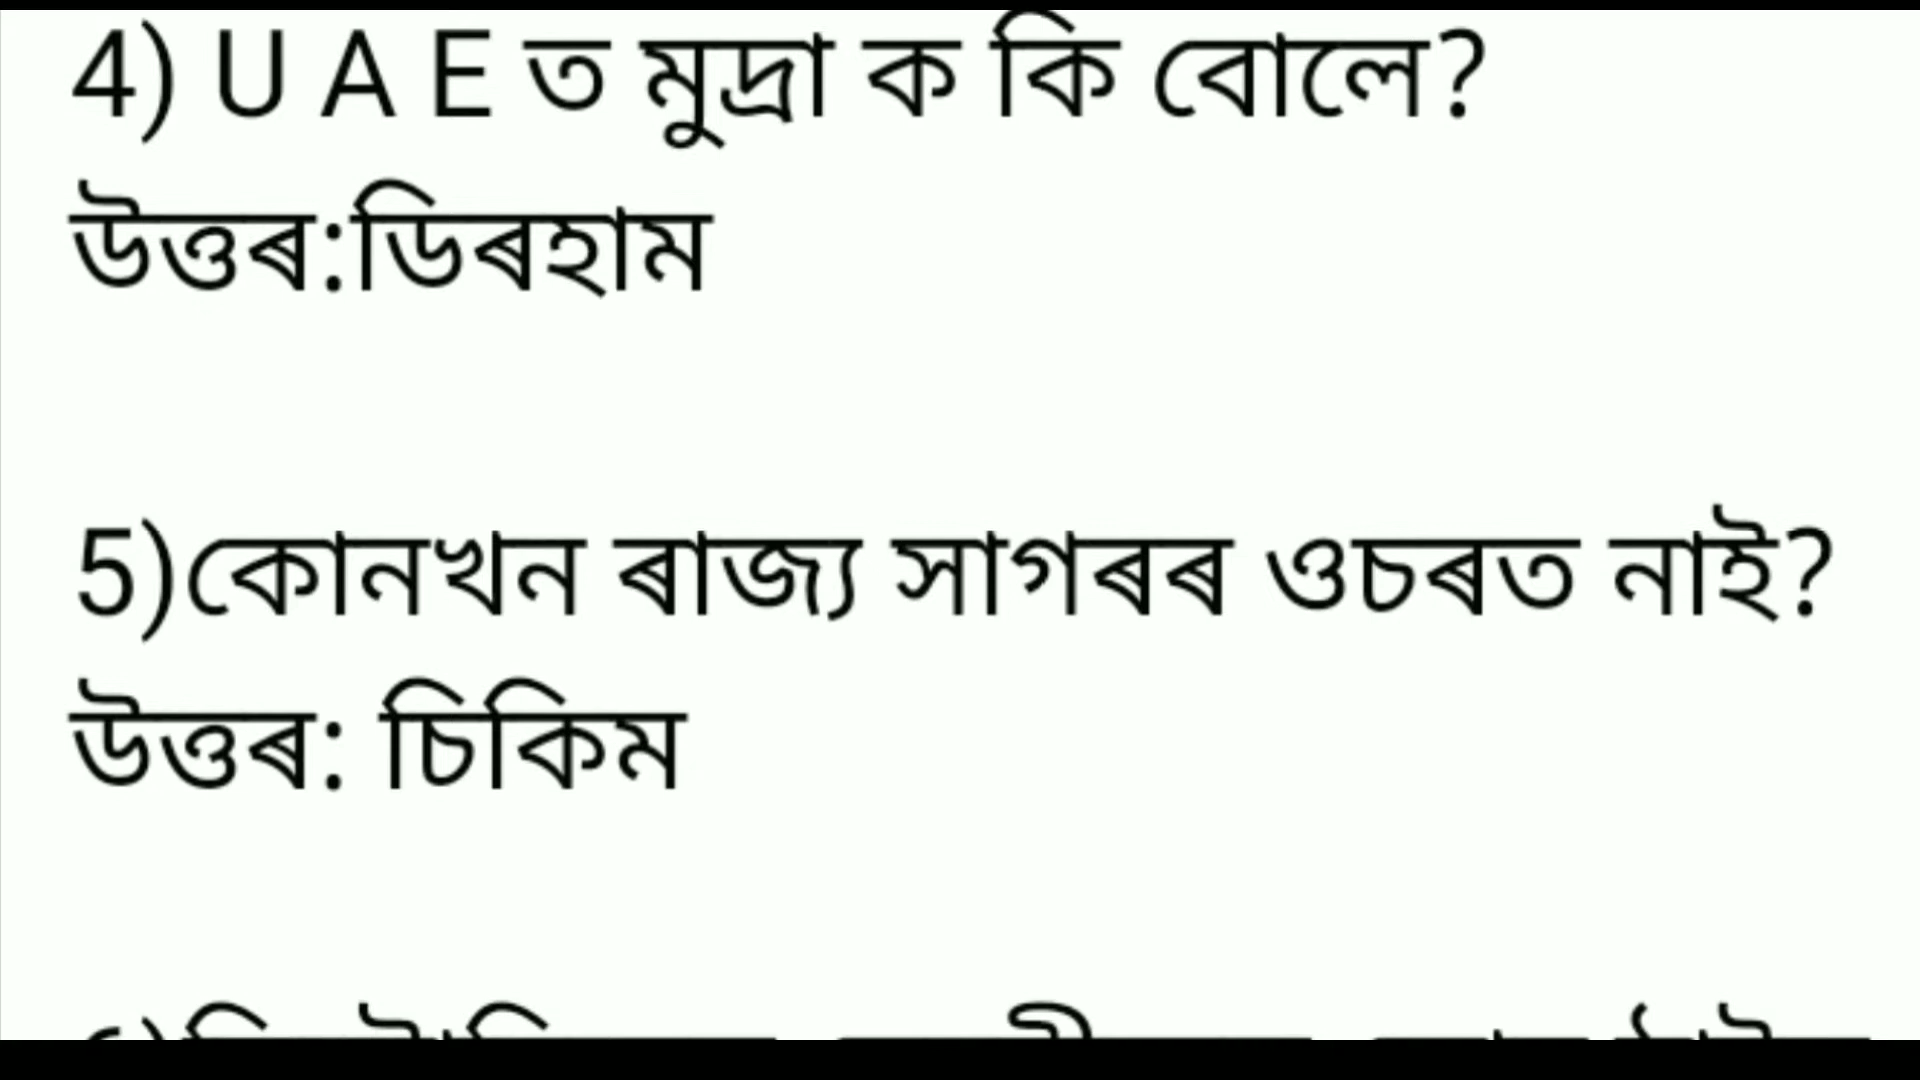 4) U A E ত মুদ্ৰা ক কি বোলে?
উত্তৰ:ডিৰহাম
5)কোনখন ৰাজ্য সাগৰৰ ওচৰত নাই?
উত্তৰ: চিকিম